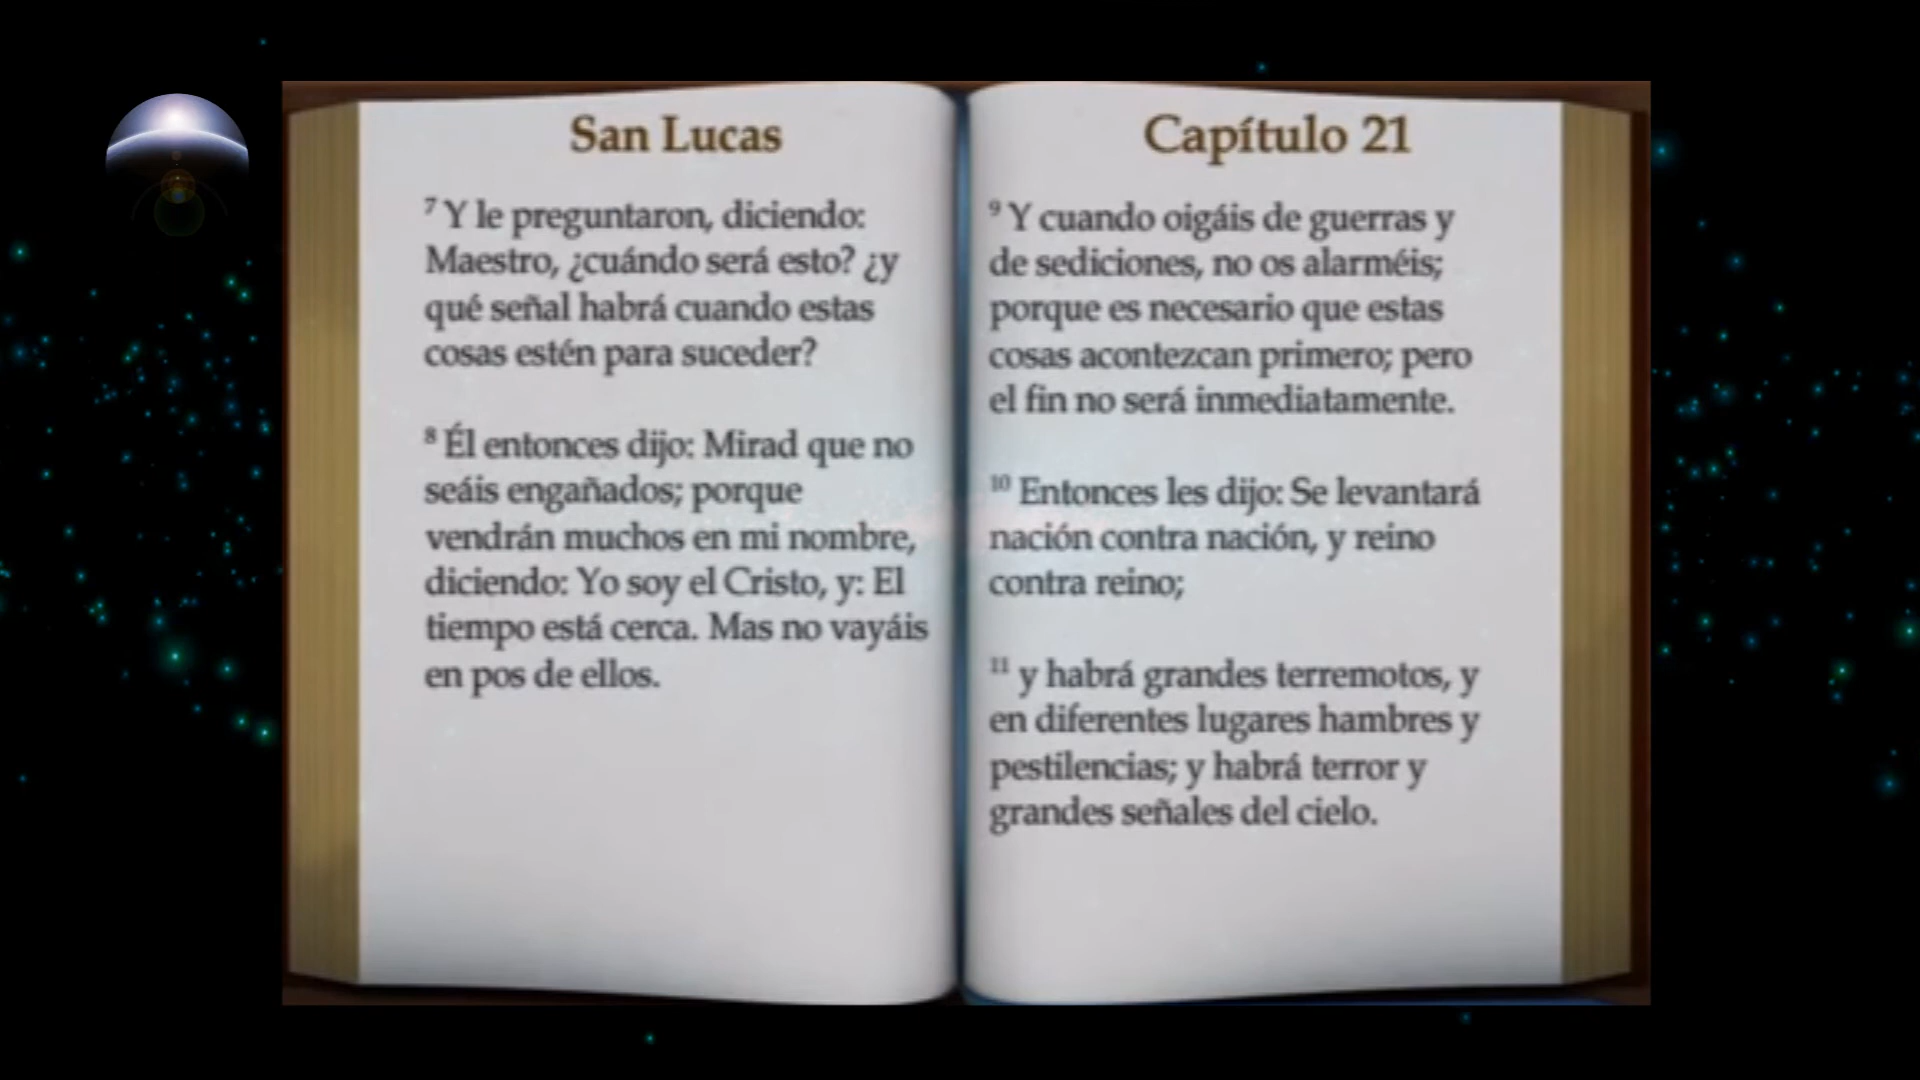 San Lucas
7 Y le preguntaron, diciendo:
Maestro, ¿cuándo será esto? ¿y
qué señal habrá cuando estas
cosas estén para suceder?
8 Él entonces dijo: Mirad que no
seáis engañados; porque
vendrán muchos en mi nombre,
diciendo: Yo soy el Cristo, y: El
tiempo está cerca. Mas no vayáis
en pos de ellos.
Capítulo 21
9 Y cuando oigáis de guerras y
de sediciones, no os alarméis;
porque es necesario que estas
cosas acontezcan primero; pero
el fin no será inmediatamente.
10 Entonces les dijo: Se levantará
nación contra nación, y reino
contra reino;
11 y habrá grandes terremotos, y
en diferentes lugares hambres y
pestilencias; y habrá terror y
grandes señales del cielo.